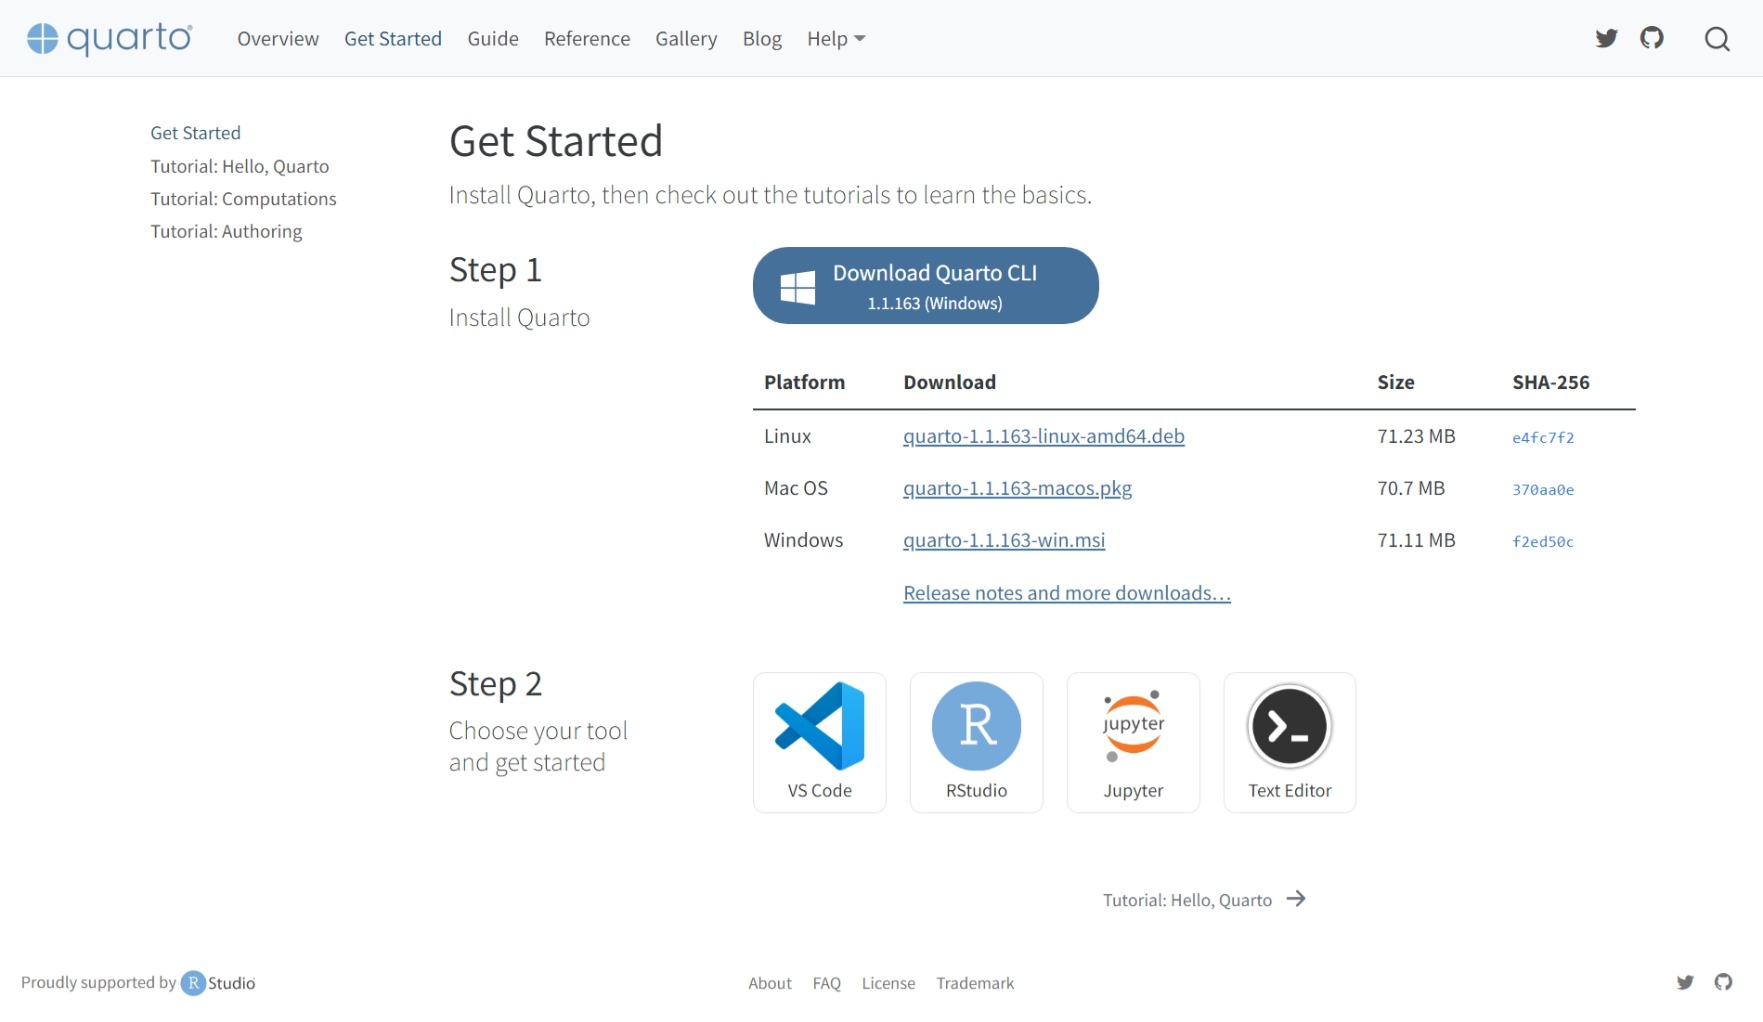 quarto
Overview Get Started Guide Reference Gallery Blog Help
Get Started
Tutorial: Hello, Quarto
Tutorial: Computations
Tutorial: Authoring
Get Started
Install Quarto, then check out the tutorials to learn the basics.
Step 1
Install Quarto
Download Quarto CLI
1.1.163 (Windows)
Platform Download Size SHA-256
Linux quarto-1.1.163-linux-amd64.deb 71.23 MB e4fc7f2
Mac OS quarto-1.1.163-macos.pkg 70.7 MB 370aa0e
Windows quarto-1.1.163-win.msi 71.11 MB f2ed50c
Release notes and more downloads…
Step 2
Choose your tool
and get started
VS Code
R
RStudio
jupyter
Jupyter
Text Editor
Tutorial: Hello, Quarto
Proudly supported by R Studio
About FAQ License Trademark